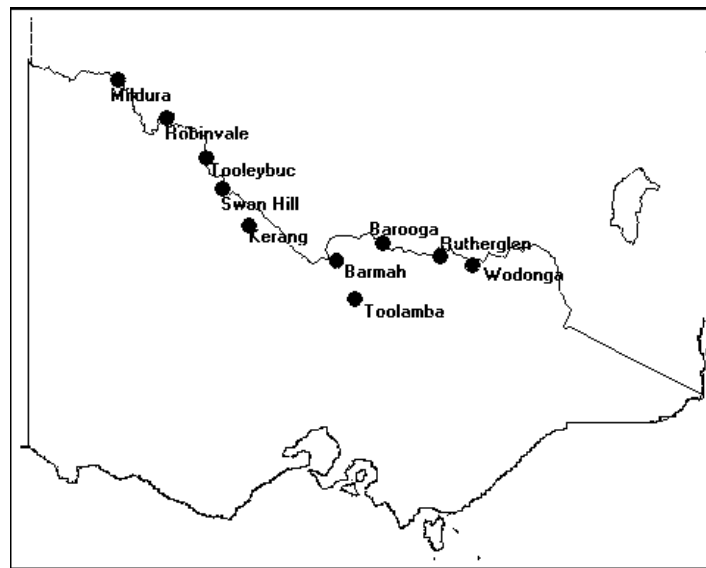 Mildura
Robinvale
Tooleybuc
Swan Hill
Kerang
Barooga
Rutherglen
Barmah
Wodonga
Toolamba